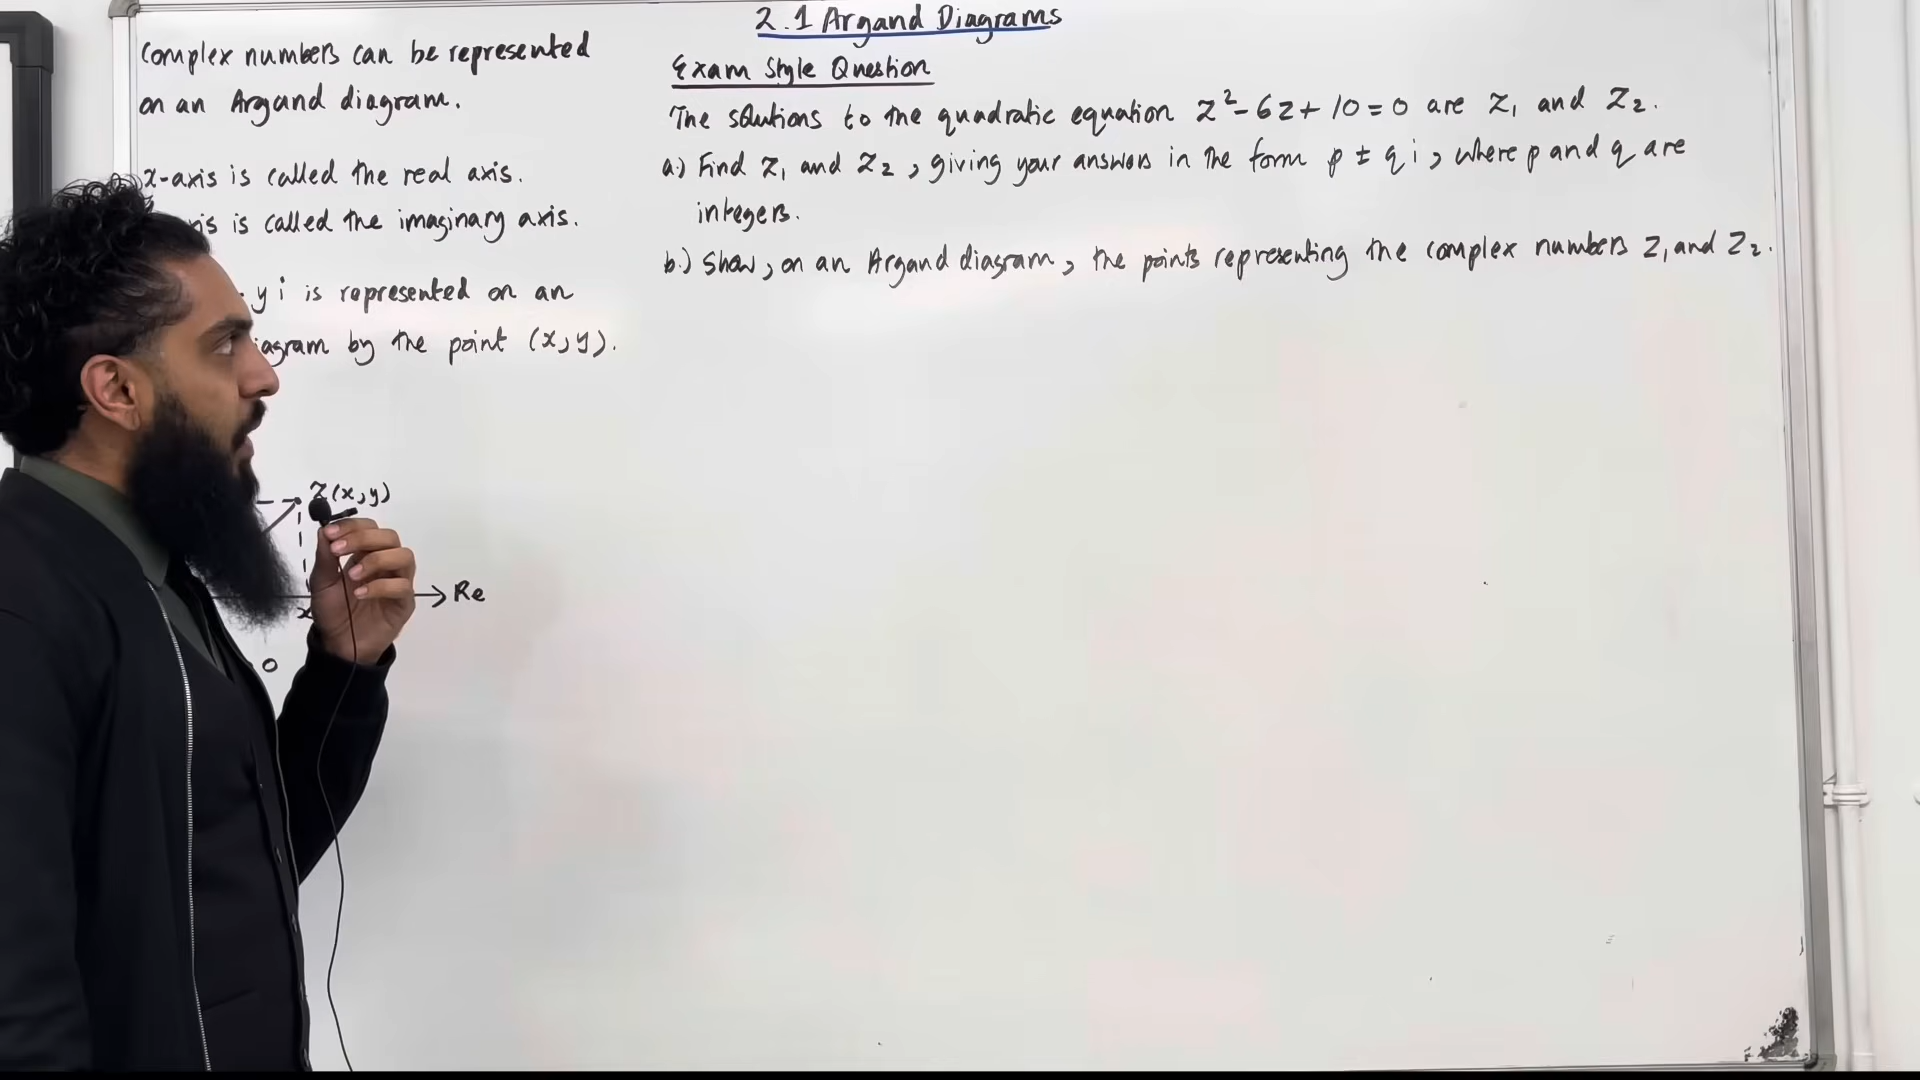 2.1 Argand Diagrams
Complex numbers can be represented
on an Argand diagram.
x-axis is called the real axis.
is called the imaginary axis.
yi is represented on an
by the point (x,y).
Z(x,y)
x
Re
0
Exam Style Question
The solutions to the quadratic equation z²-6z+10=0 are z₁ and z₂.
a.) Find z₁ and z₂, giving your answers in the form p ± qi, where p and q are
integers.
b.) Show, on an Argand diagram, the points representing the complex numbers z₁ and z₂.